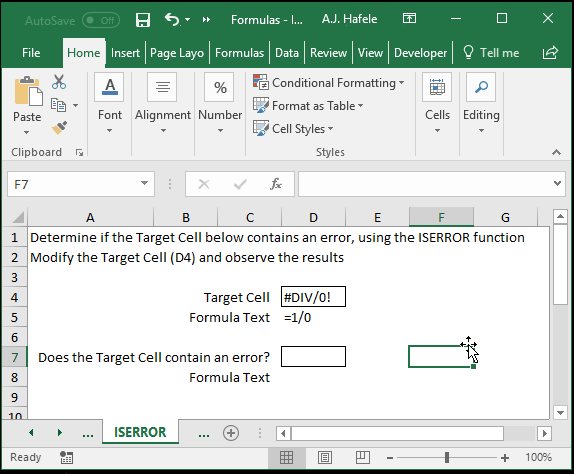 AutoSave Off Formulas - I... A.J. Hafele
File Home Insert Page Layo Formulas Data Review View Developer Tell me
Paste Font Alignment Number Conditional Formatting Format as Table Cell Styles Cells Editing
Clipboard Styles
F7 fx
A B C D E F G
1 Determine if the Target Cell below contains an error, using the ISERROR function
2 Modify the Target Cell (D4) and observe the results
3
4 Target Cell #DIV/0!
5 Formula Text =1/0
6
7 Does the Target Cell contain an error?
8 Formula Text
9
10
... ISERROR ...
Ready 100%